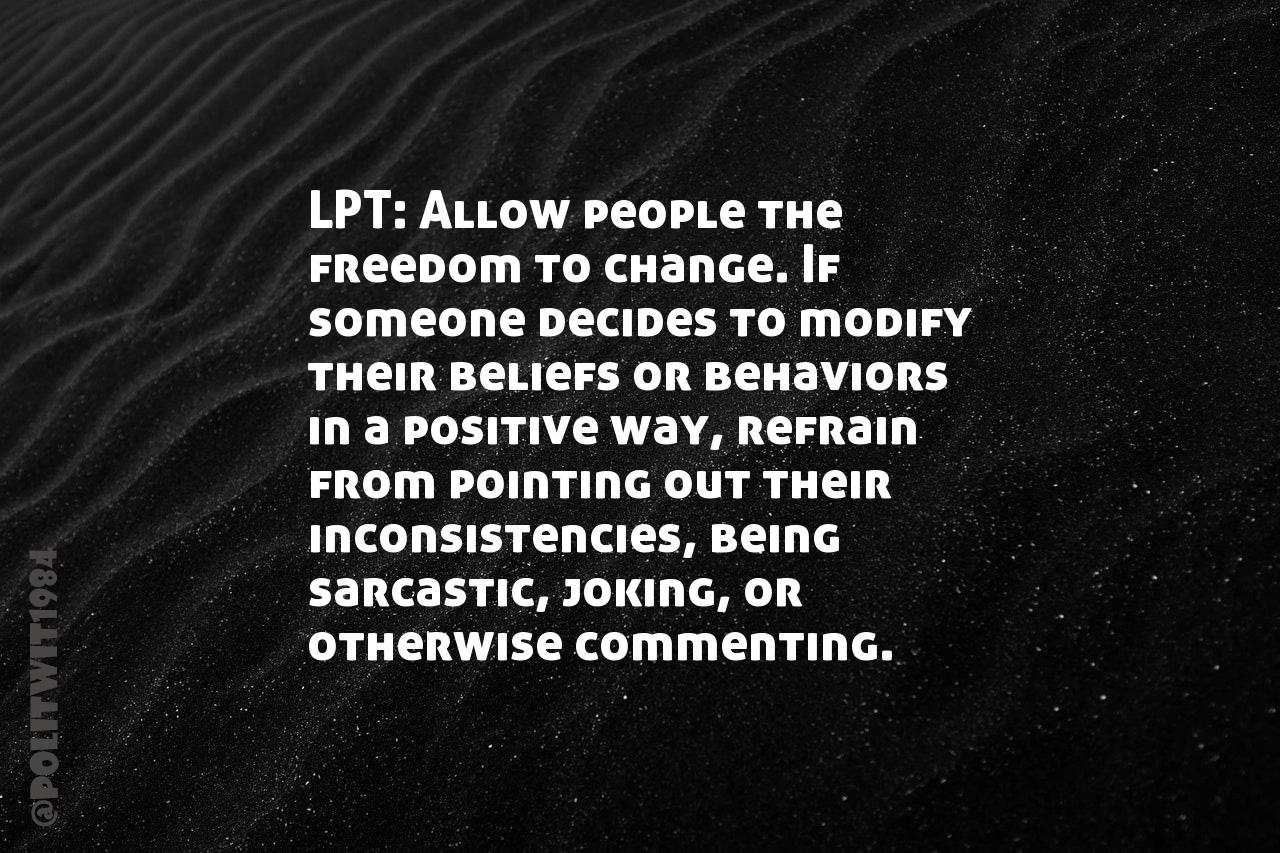 LPT: Allow people the
freedom to change. If
someone decides to modify
their beliefs or behaviors
in a positive way, refrain
from pointing out their
inconsistencies, being
sarcastic, joking, or
otherwise commenting.
@politwit1984